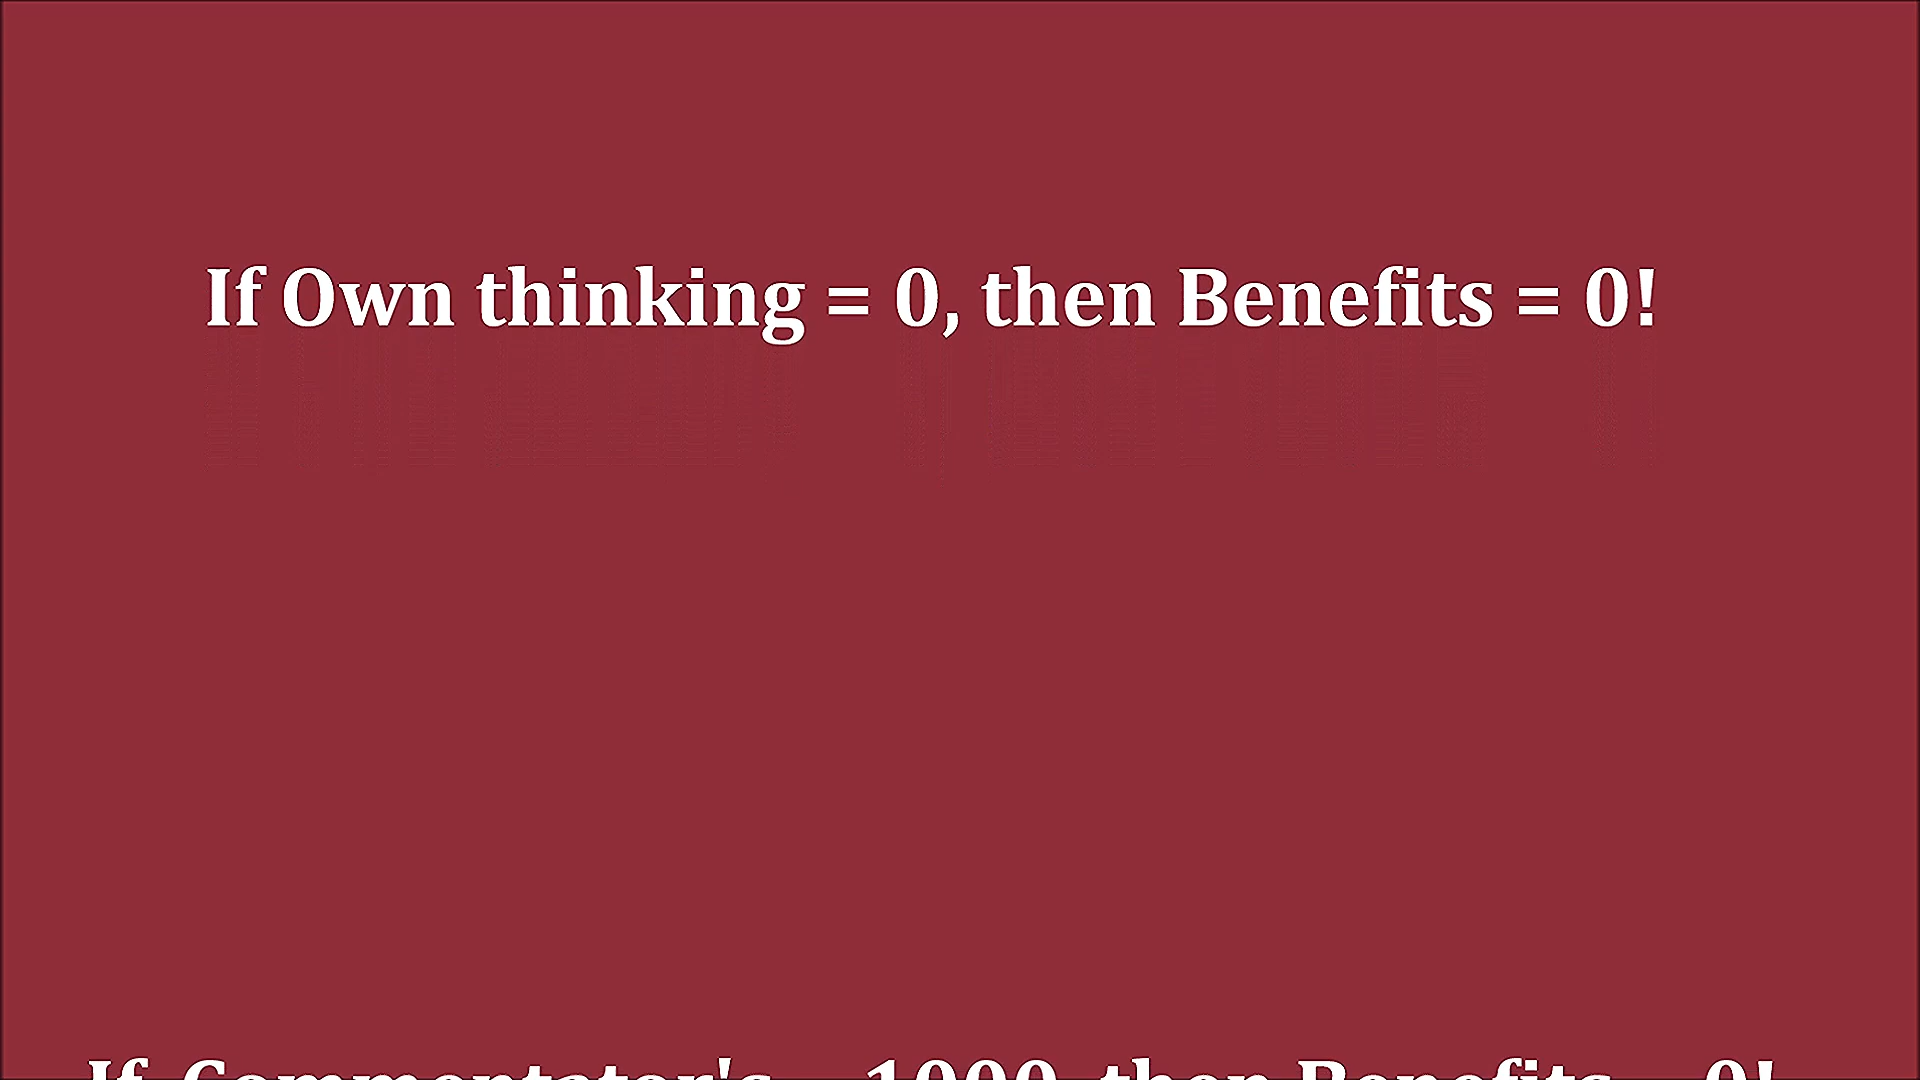 If Own thinking = 0, then Benefits = 0!
If Commentator's = 1000, then Benefits = 0!